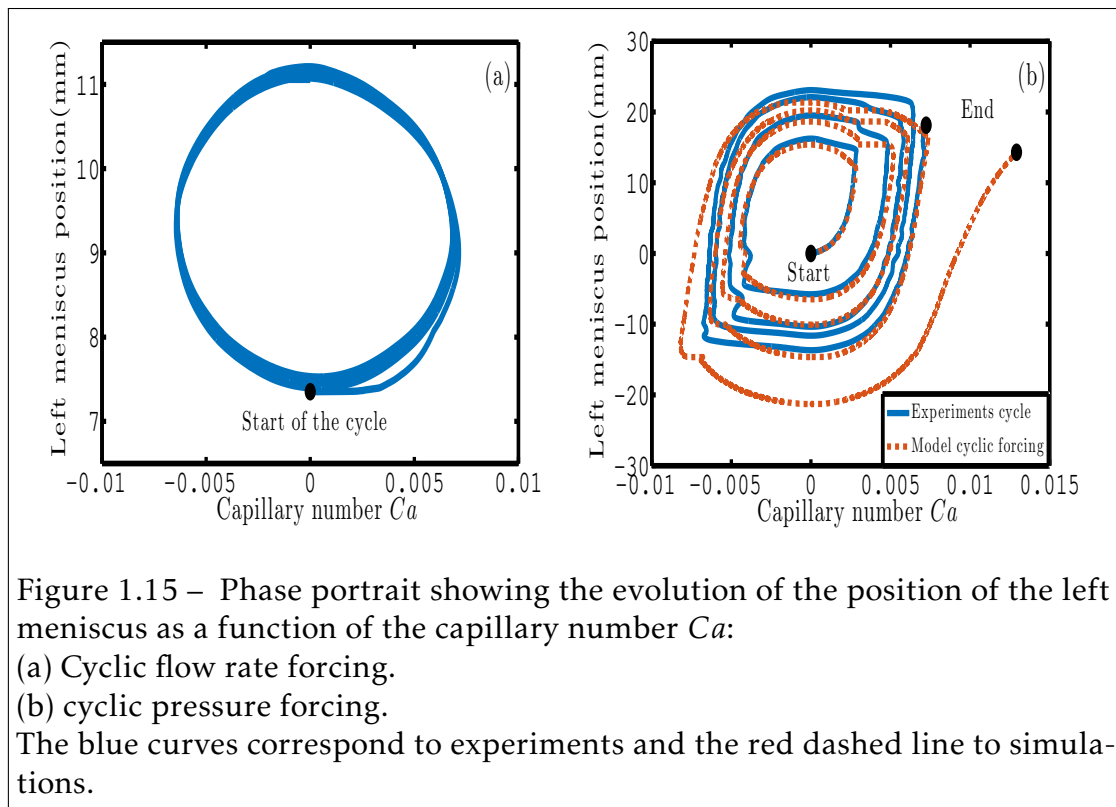 (a)
Left meniscus position(mm)
11
10
9
8
7
Start of the cycle
-0.01
-0.005
0
0.005
0.01
Capillary number Ca
(b)
Left meniscus position(mm)
30
20
10
0
-10
-20
-30
End
Start
Experiments cycle
Model cyclic forcing
-0.01
-0.005
0
0.005
0.01
0.015
Capillary number Ca
Figure 1.15 – Phase portrait showing the evolution of the position of the left
meniscus as a function of the capillary number Ca:
(a) Cyclic flow rate forcing.
(b) cyclic pressure forcing.
The blue curves correspond to experiments and the red dashed line to simula-
tions.